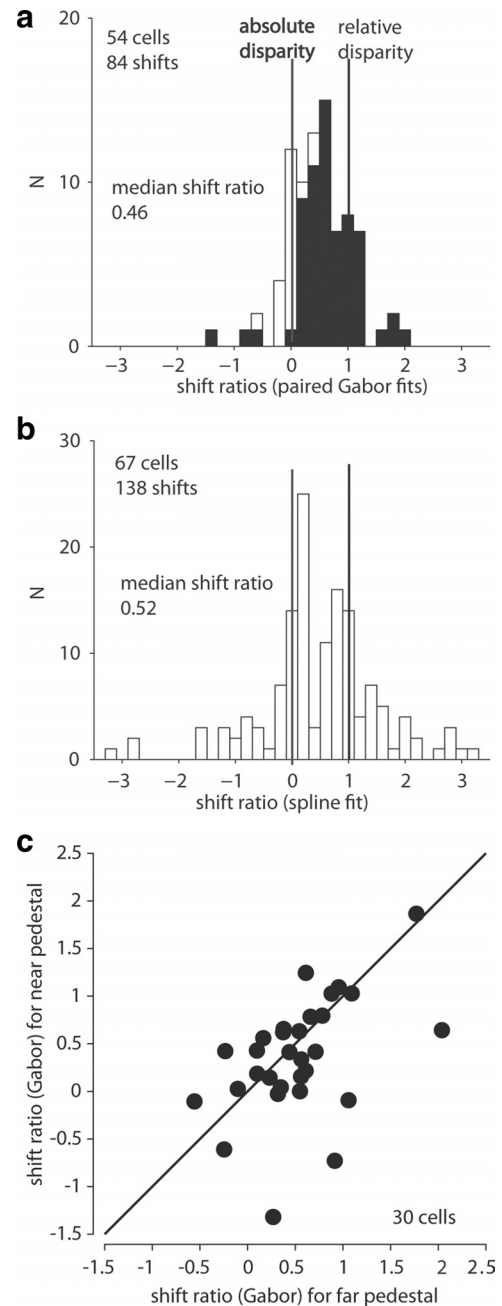 a
54 cells
84 shifts
absolute
disparity
relative
disparity
median shift ratio
0.46
N
20
10
0
−3 −2 −1 0 1 2 3
shift ratios (paired Gabor fits)
b
67 cells
138 shifts
median shift ratio
0.52
N
30
20
10
0
−3 −2 −1 0 1 2 3
shift ratio (spline fit)
c
shift ratio (Gabor) for near pedestal
2.5
2
1.5
1
0.5
0
-0.5
-1
-1.5
30 cells
-1.5 -1 -0.5 0 0.5 1 1.5 2 2.5
shift ratio (Gabor) for far pedestal